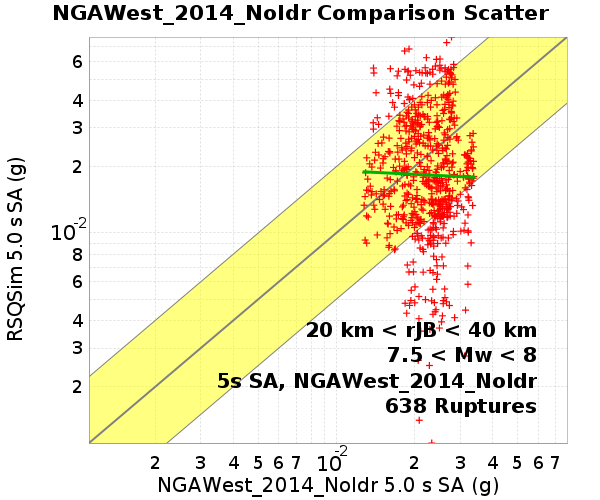 NGAWest_2014_NoIdr Comparison Scatter
6
4
3
2
10-2
8
6
4
3
2
RSQSim 5.0 s SA (g)
20 km < rJB < 40 km
7.5 < Mw < 8
5s SA, NGAWest_2014_NoIdr
638 Ruptures
2 3 4 5 6 7 10-2 2 3 4 5 6 7
NGAWest_2014_NoIdr 5.0 s SA (g)